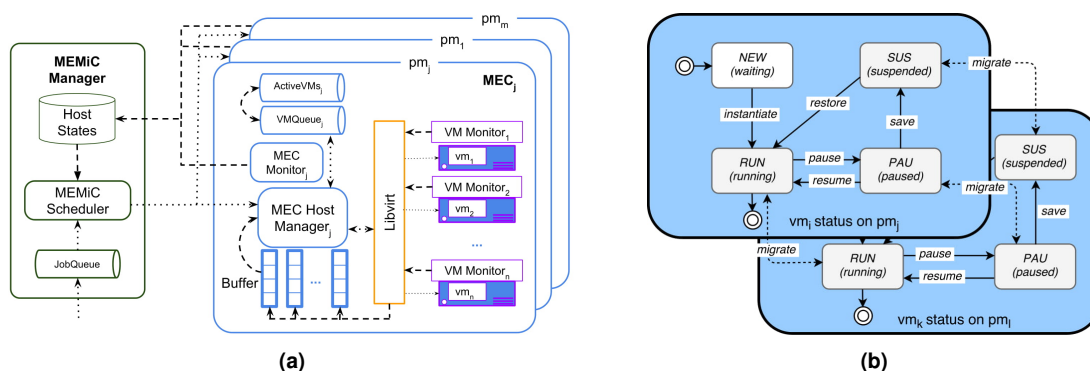 MEMiC
Manager
Host
States
MEMiC
Scheduler
JobQueue
pm_m
pm_1
pm_j
MEC_j
ActiveVMs_j
VMQueue_j
MEC
Monitor_j
MEC Host
Manager_j
Buffer
...
Libvirt
VM Monitor_1
vm_1
VM Monitor_2
vm_2
...
VM Monitor_n
vm_n
(a)
NEW
(waiting)
SUS
(suspended)
migrate
restore
instantiate
save
RUN
(running)
pause
resume
PAU
(paused)
vm_i status on pm_j
SUS
(suspended)
migrate
save
migrate
RUN
(running)
pause
resume
PAU
(paused)
vm_k status on pm_l
(b)